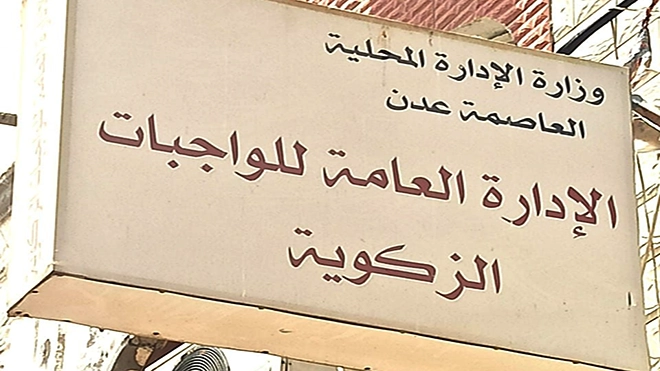 وزارة الإدارة المحلية
العاصمة عدن
الإدارة العامة للواجبات
الزكوية